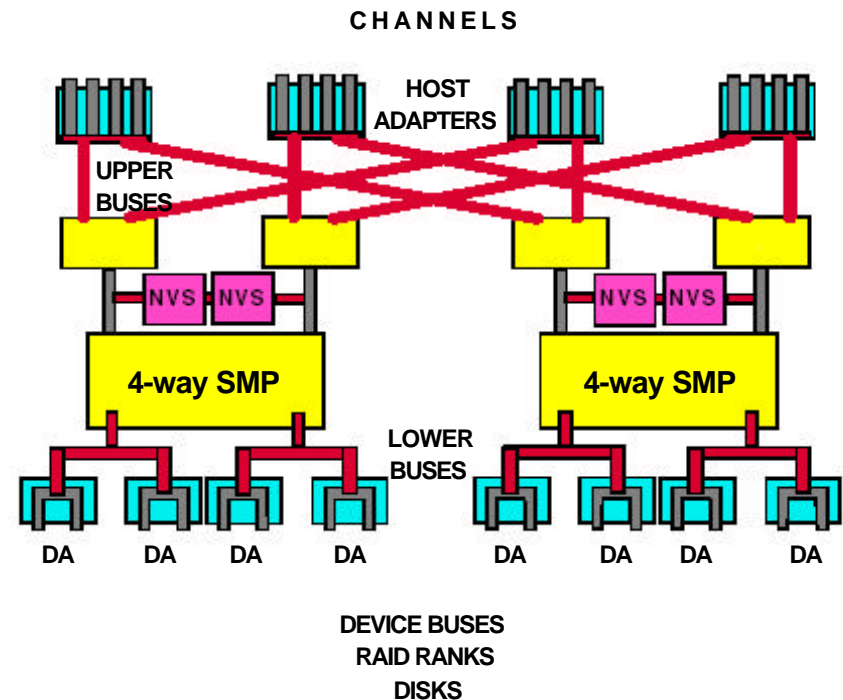 CHANNELS
HOST
ADAPTERS
UPPER
BUSES
NVS NVS
NVS NVS
4-way SMP
4-way SMP
LOWER
BUSES
DA DA DA DA DA DA DA DA
DEVICE BUSES
RAID RANKS
DISKS